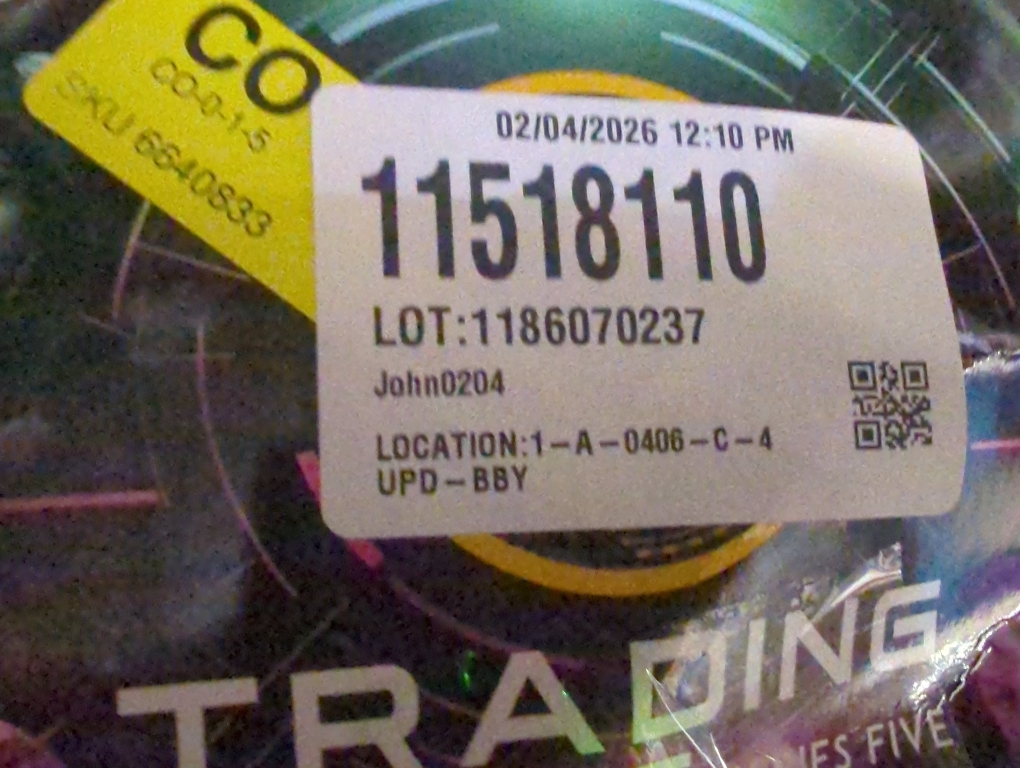 CO
CO-0-1-5
SKU 6640833
02/04/2026 12:10 PM
11518110
LOT:1186070237
John0204
LOCATION:1-A-0406-C-4
UPD-BBY
TRADING
FIVE